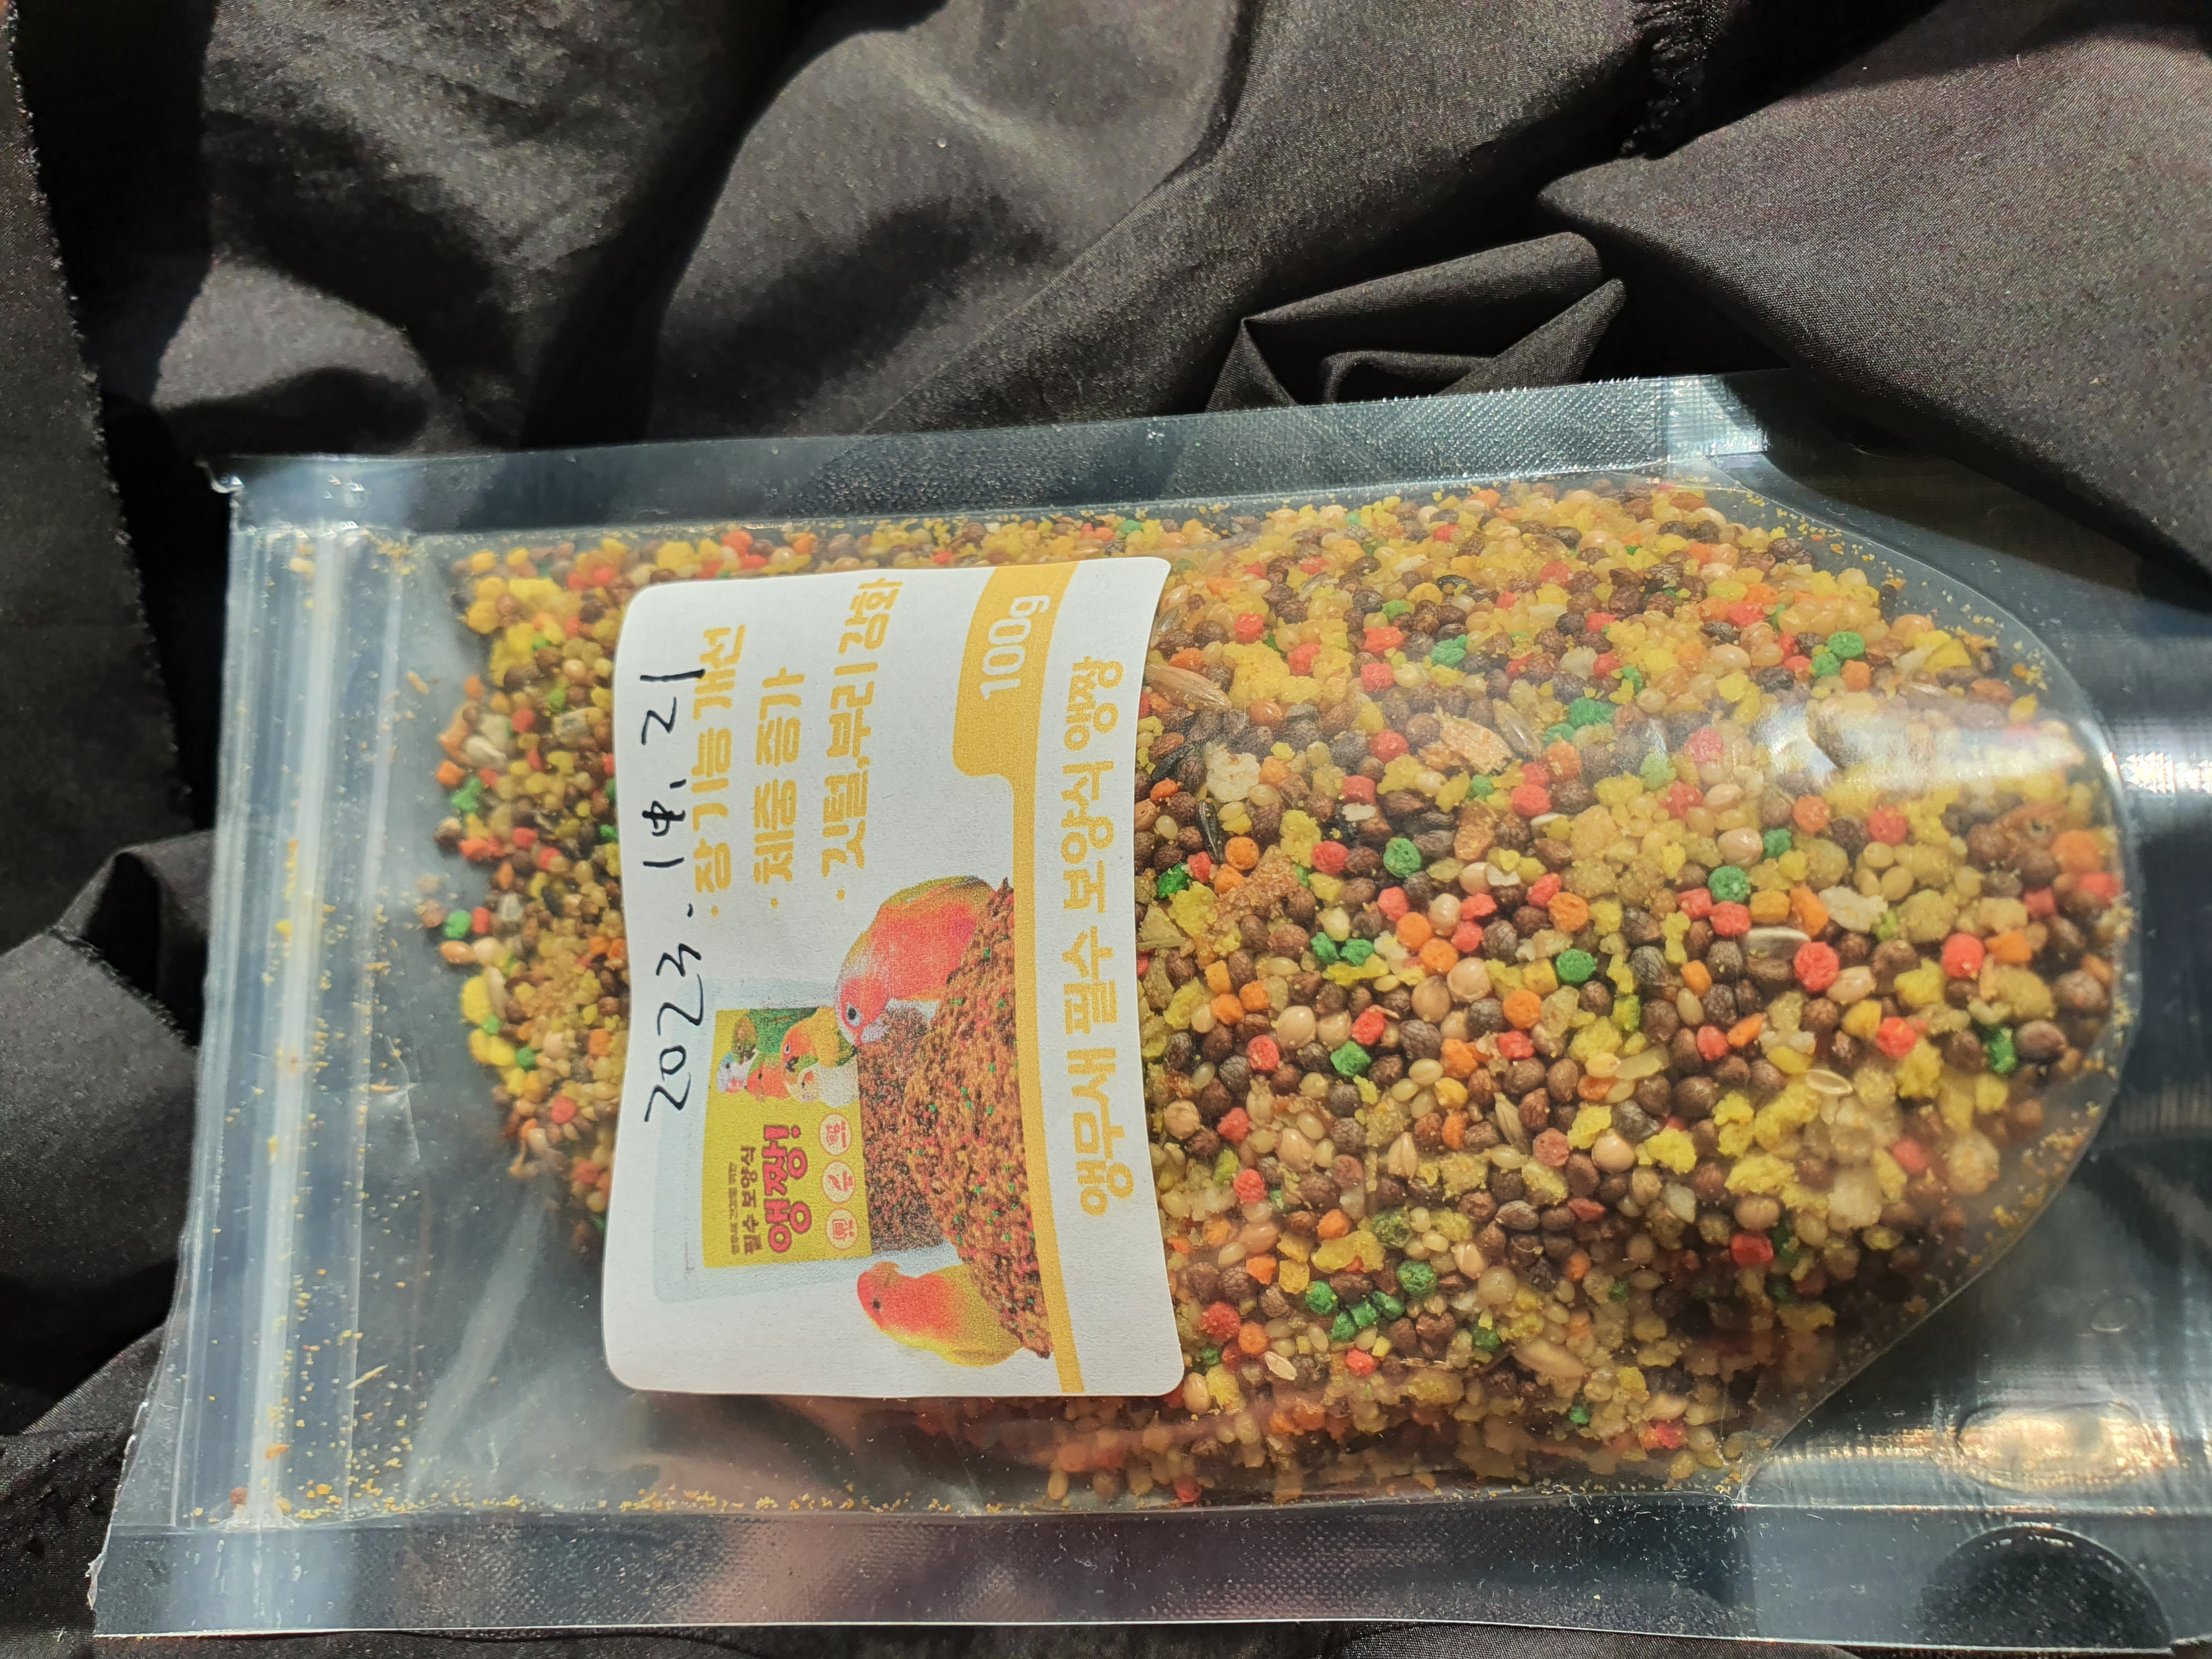 2023. 10. 21
· 장 기능 개선
· 체중 증가
· 깃털,부리 강화
필수 보양식
앵짱!
100g
앵무새 필수 보양식 앵짱